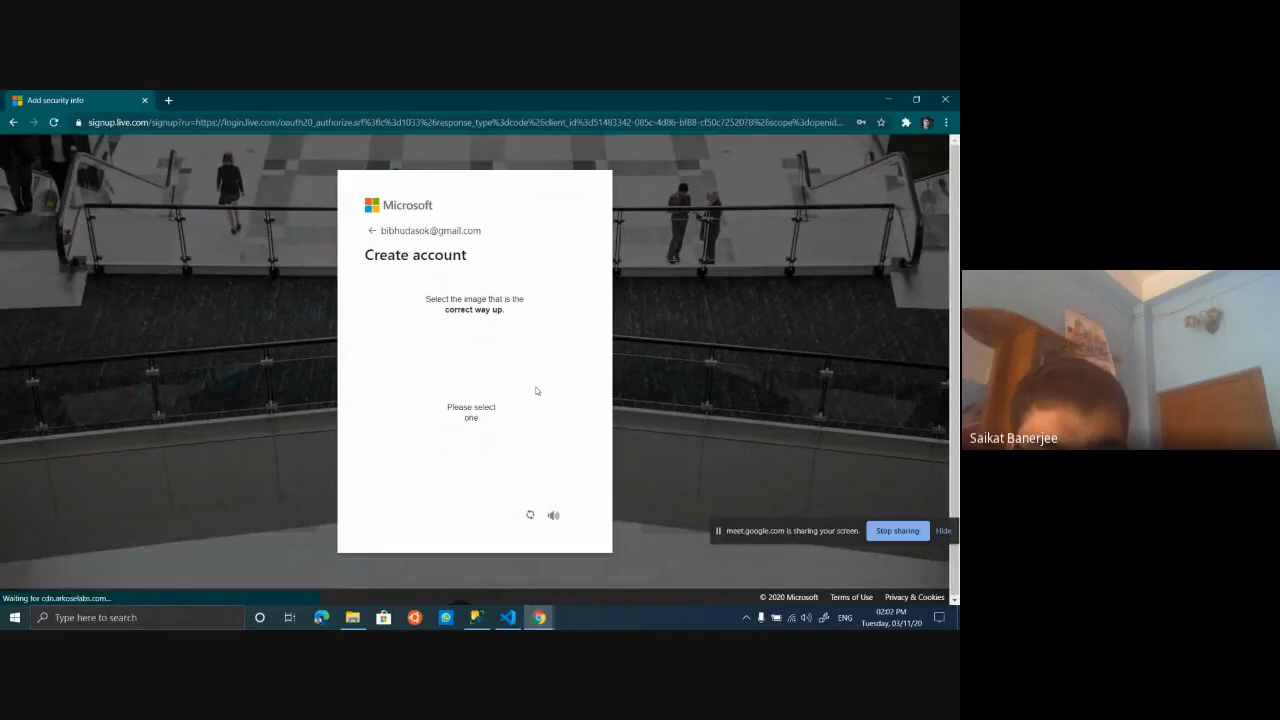 Add security info
signup.live.com/signup?ru=https://login.live.com/oauth20_authorize.srf%3flc%3d1033%26response_type%3dcode%26client_id%3d51483342-085c-4d86-bf88-cf50c7252078%26scope%3dopenid...
Microsoft
bibhudasok@gmail.com
Create account
Select the image that is the
correct way up.
Please select
one
Saikat Banerjee
meet.google.com is sharing your screen.
Stop sharing
Hide
Waiting for cdn.arkoselabs.com...
© 2020 Microsoft
Terms of Use
Privacy & Cookies
Type here to search
ENG
02:02 PM
Tuesday, 03/11/20